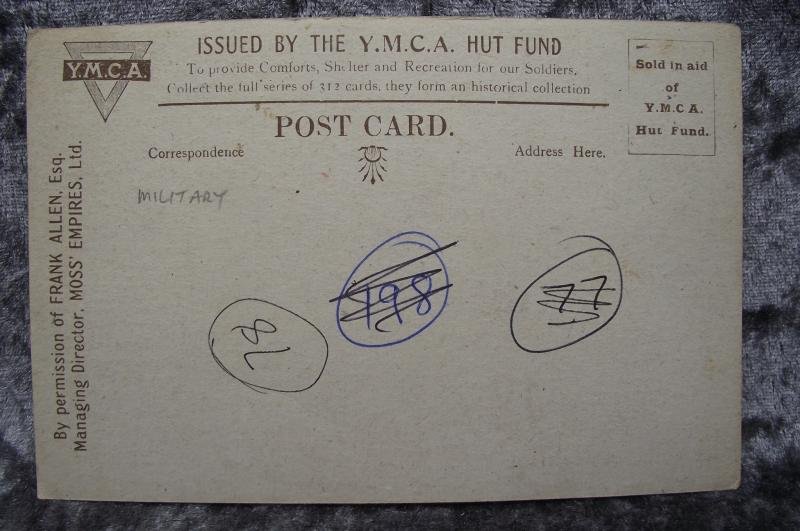 ISSUED BY THE Y.M.C.A. HUT FUND
To provide Comforts, Shelter and Recreation for our Soldiers.
Collect the full series of 312 cards, they form an historical collection
Y.M.C.A.
Sold in aid
of
Y.M.C.A.
Hut Fund.
POST CARD.
Correspondence
Address Here.
MILITARY
By permission of FRANK ALLEN, Esq.
Managing Director, MOSS' EMPIRES, Ltd.
198
77
78